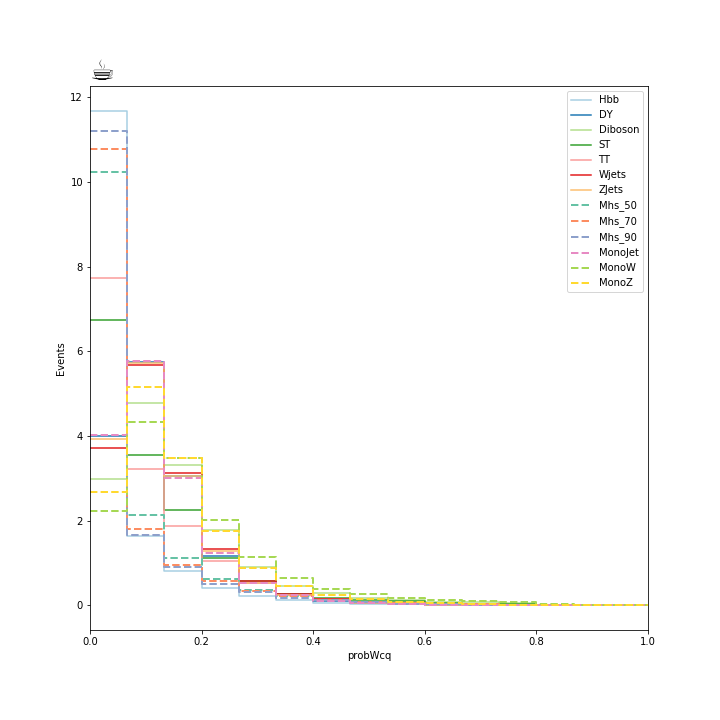 ☕
12
10
8
6
4
2
0
Events
0.0 0.2 0.4 0.6 0.8 1.0
probWcq
Hbb
DY
Diboson
ST
TT
Wjets
ZJets
Mhs_50
Mhs_70
Mhs_90
MonoJet
MonoW
MonoZ